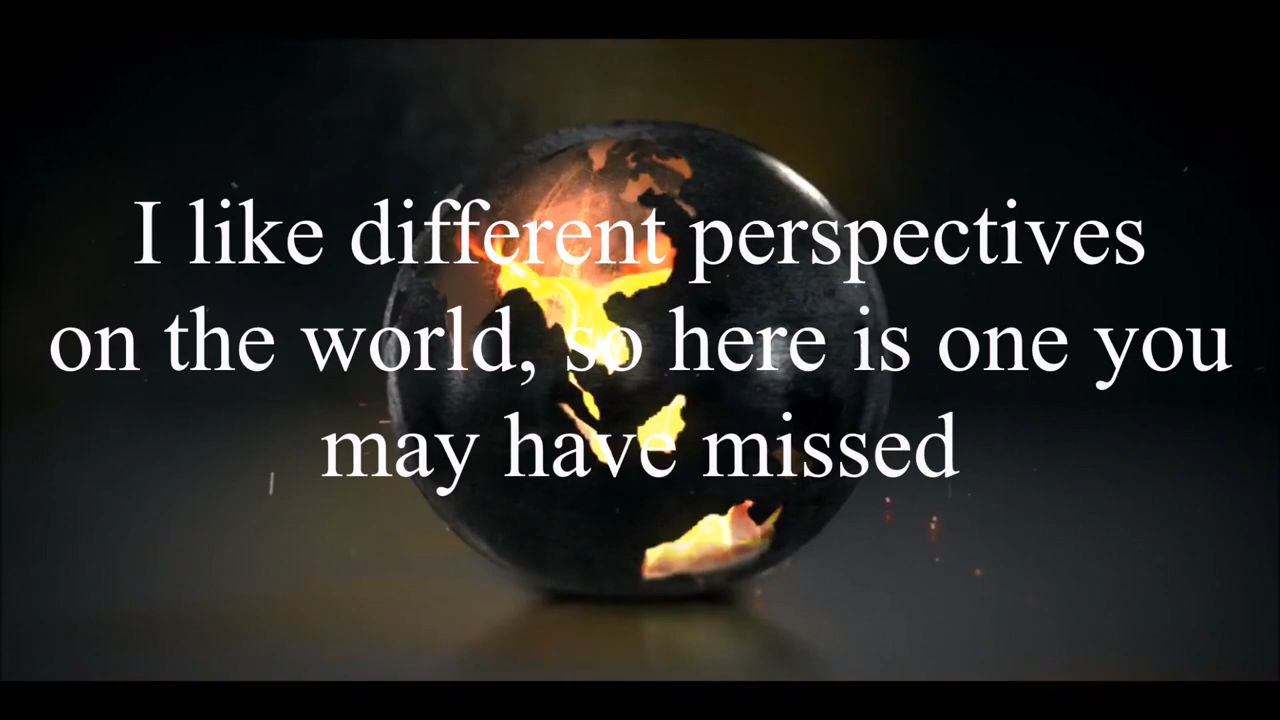 I like different perspectives
on the world, so here is one you
may have missed